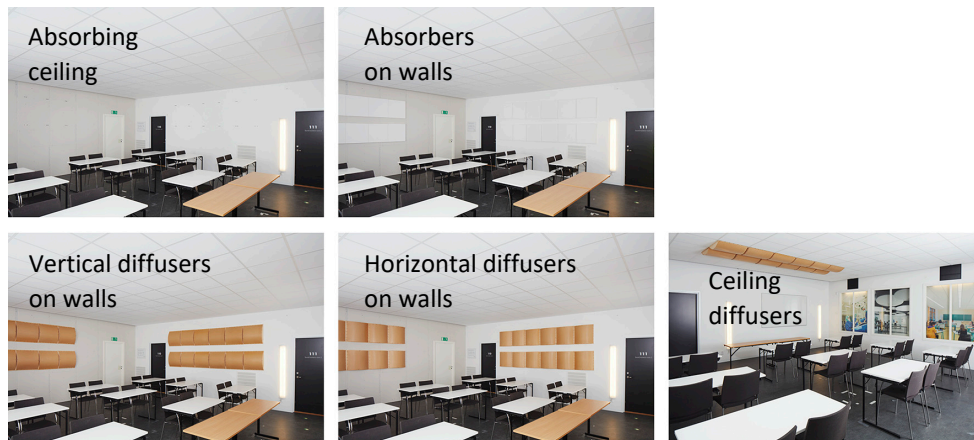 Absorbing
ceiling
Absorbers
on walls
Vertical diffusers
on walls
Horizontal diffusers
on walls
Ceiling
diffusers